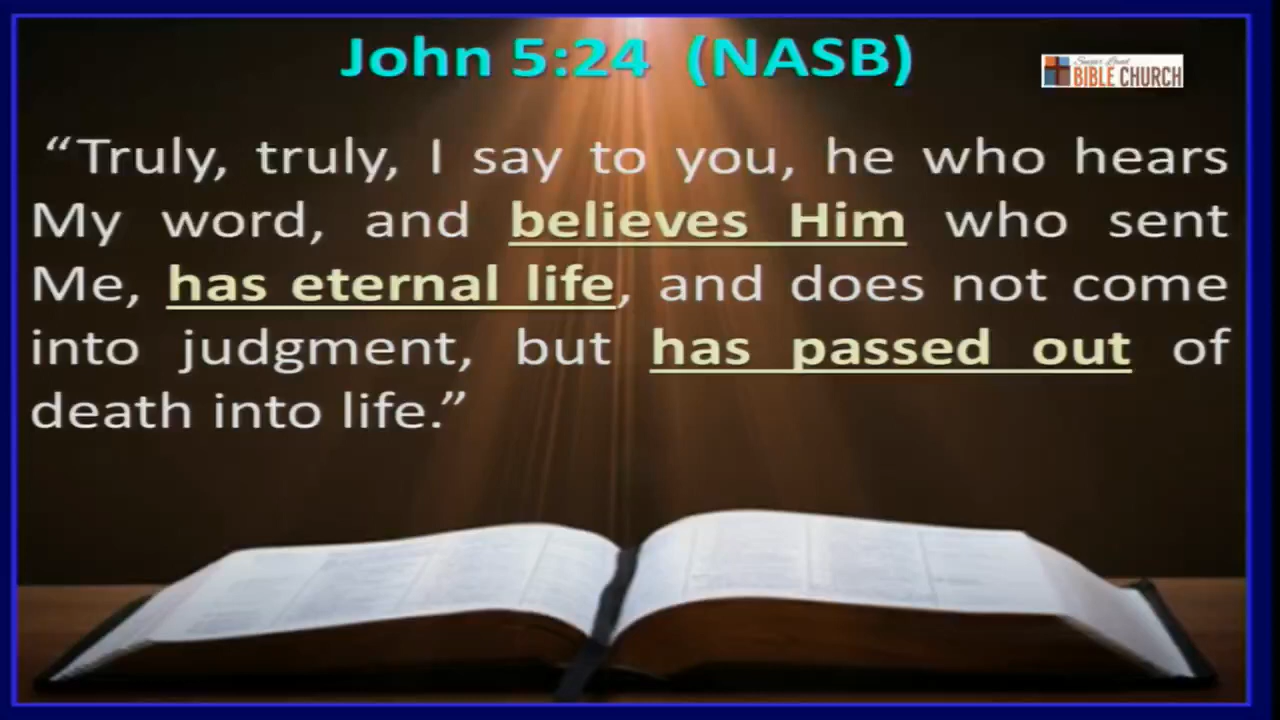 John 5:24 (NASB)
Sugar Land
BIBLE CHURCH
“Truly, truly, I say to you, he who hears
My word, and believes Him who sent
Me, has eternal life, and does not come
into judgment, but has passed out of
death into life.”